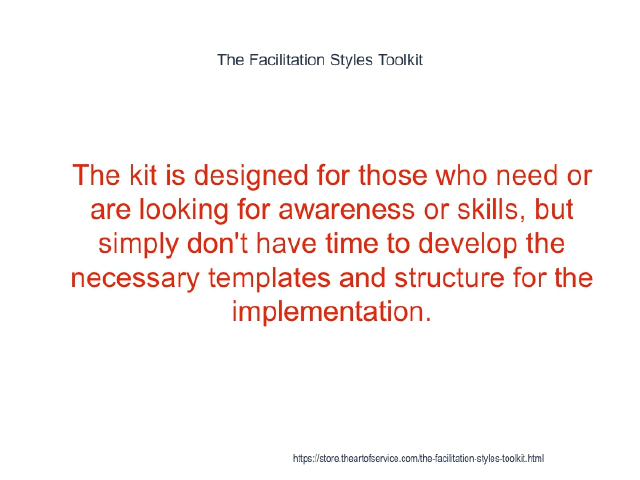 The Facilitation Styles Toolkit
The kit is designed for those who need or
are looking for awareness or skills, but
simply don't have time to develop the
necessary templates and structure for the
implementation.
https://store.theartofservice.com/the-facilitation-styles-toolkit.html